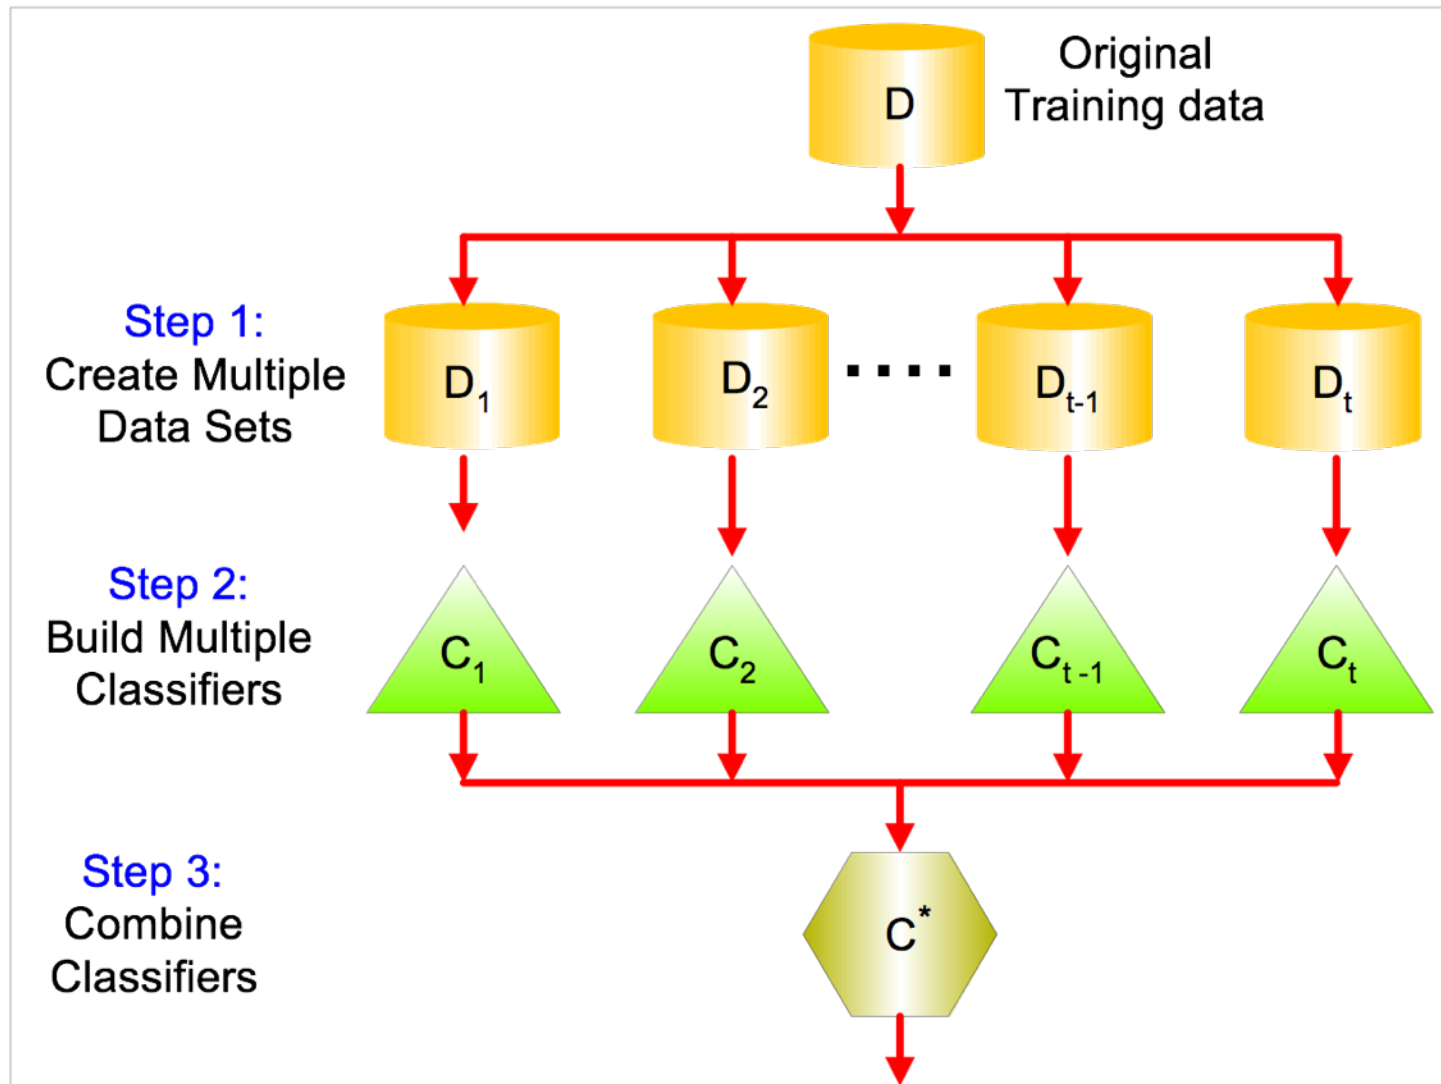 D
Original
Training data
Step 1:
Create Multiple
Data Sets
D1
D2
....
Dt-1
Dt
Step 2:
Build Multiple
Classifiers
C1
C2
Ct -1
Ct
Step 3:
Combine
Classifiers
C*